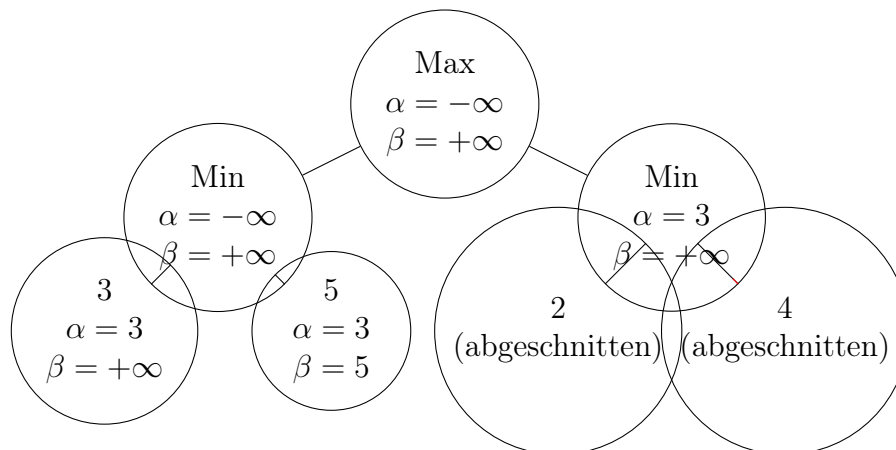 Max
α = −∞
β = +∞
Min
α = −∞
β = +∞
Min
α = 3
β = +∞
3
α = 3
β = +∞
5
α = 3
β = 5
2
(abgeschnitten)
4
(abgeschnitten)